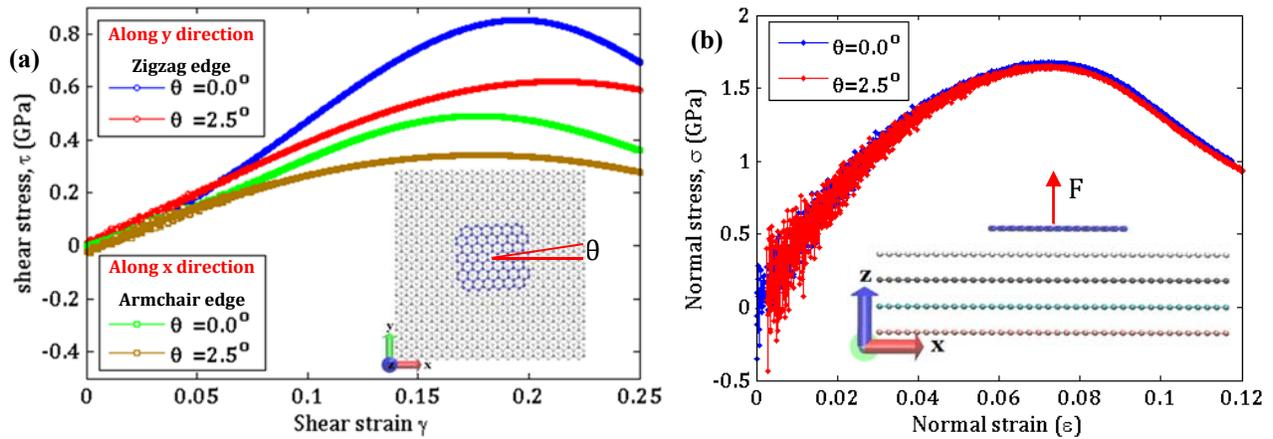 (a)
Along y direction
Zigzag edge
θ =0.0°
θ =2.5°
Along x direction
Armchair edge
θ =0.0°
θ =2.5°
shear stress, τ (GPa)
0.8
0.6
0.4
0.2
0
-0.2
-0.4
0
0.05
0.1
0.15
0.2
0.25
Shear strain γ
θ
y
z
x
(b)
θ=0.0°
θ=2.5°
Normal stress, σ (GPa)
2
1.5
1
0.5
0
-0.5
0
0.02
0.04
0.06
0.08
0.1
0.12
Normal strain (ε)
F
z
x